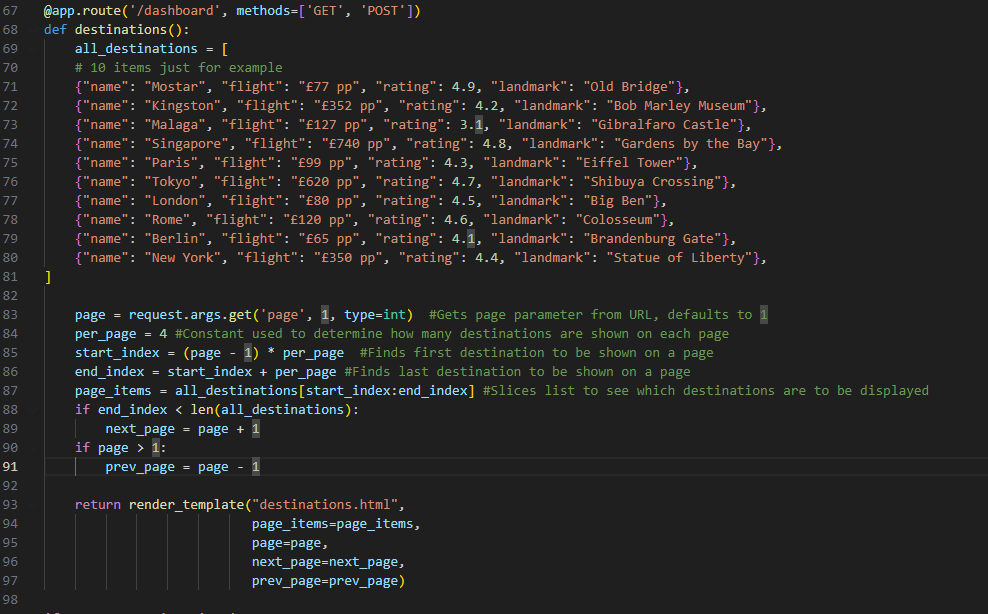 67 @app.route('/dashboard', methods=['GET', 'POST'])
68 def destinations():
69     all_destinations = [
70     # 10 items just for example
71     {"name": "Mostar", "flight": "£77 pp", "rating": 4.9, "landmark": "Old Bridge"},
72     {"name": "Kingston", "flight": "£352 pp", "rating": 4.2, "landmark": "Bob Marley Museum"},
73     {"name": "Malaga", "flight": "£127 pp", "rating": 3.1, "landmark": "Gibralfaro Castle"},
74     {"name": "Singapore", "flight": "£740 pp", "rating": 4.8, "landmark": "Gardens by the Bay"},
75     {"name": "Paris", "flight": "£99 pp", "rating": 4.3, "landmark": "Eiffel Tower"},
76     {"name": "Tokyo", "flight": "£620 pp", "rating": 4.7, "landmark": "Shibuya Crossing"},
77     {"name": "London", "flight": "£80 pp", "rating": 4.5, "landmark": "Big Ben"},
78     {"name": "Rome", "flight": "£120 pp", "rating": 4.6, "landmark": "Colosseum"},
79     {"name": "Berlin", "flight": "£65 pp", "rating": 4.1, "landmark": "Brandenburg Gate"},
80     {"name": "New York", "flight": "£350 pp", "rating": 4.4, "landmark": "Statue of Liberty"},
81 ]
82
83     page = request.args.get('page', 1, type=int)  #Gets page parameter from URL, defaults to 1
84     per_page = 4 #Constant used to determine how many destinations are shown on each page
85     start_index = (page - 1) * per_page  #Finds first destination to be shown on a page
86     end_index = start_index + per_page #Finds last destination to be shown on a page
87     page_items = all_destinations[start_index:end_index] #Slices list to see which destinations are to be displayed
88     if end_index < len(all_destinations):
89         next_page = page + 1
90     if page > 1:
91         prev_page = page - 1
92
93     return render_template("destinations.html",
94                            page_items=page_items,
95                            page=page,
96                            next_page=next_page,
97                            prev_page=prev_page)
98